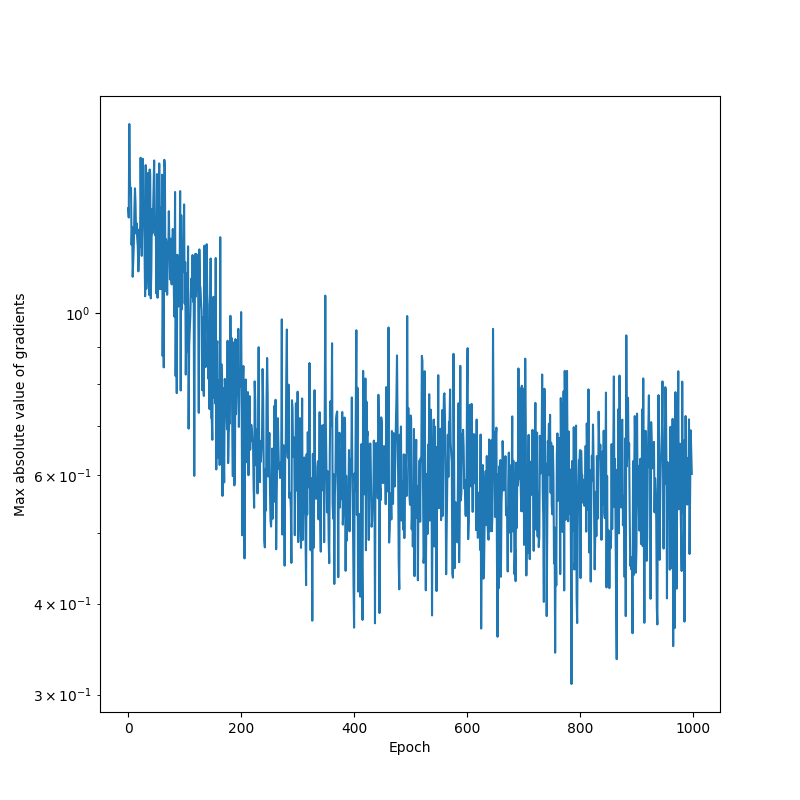 Max absolute value of gradients
10⁰
6 × 10⁻¹
4 × 10⁻¹
3 × 10⁻¹
0 200 400 600 800 1000
Epoch